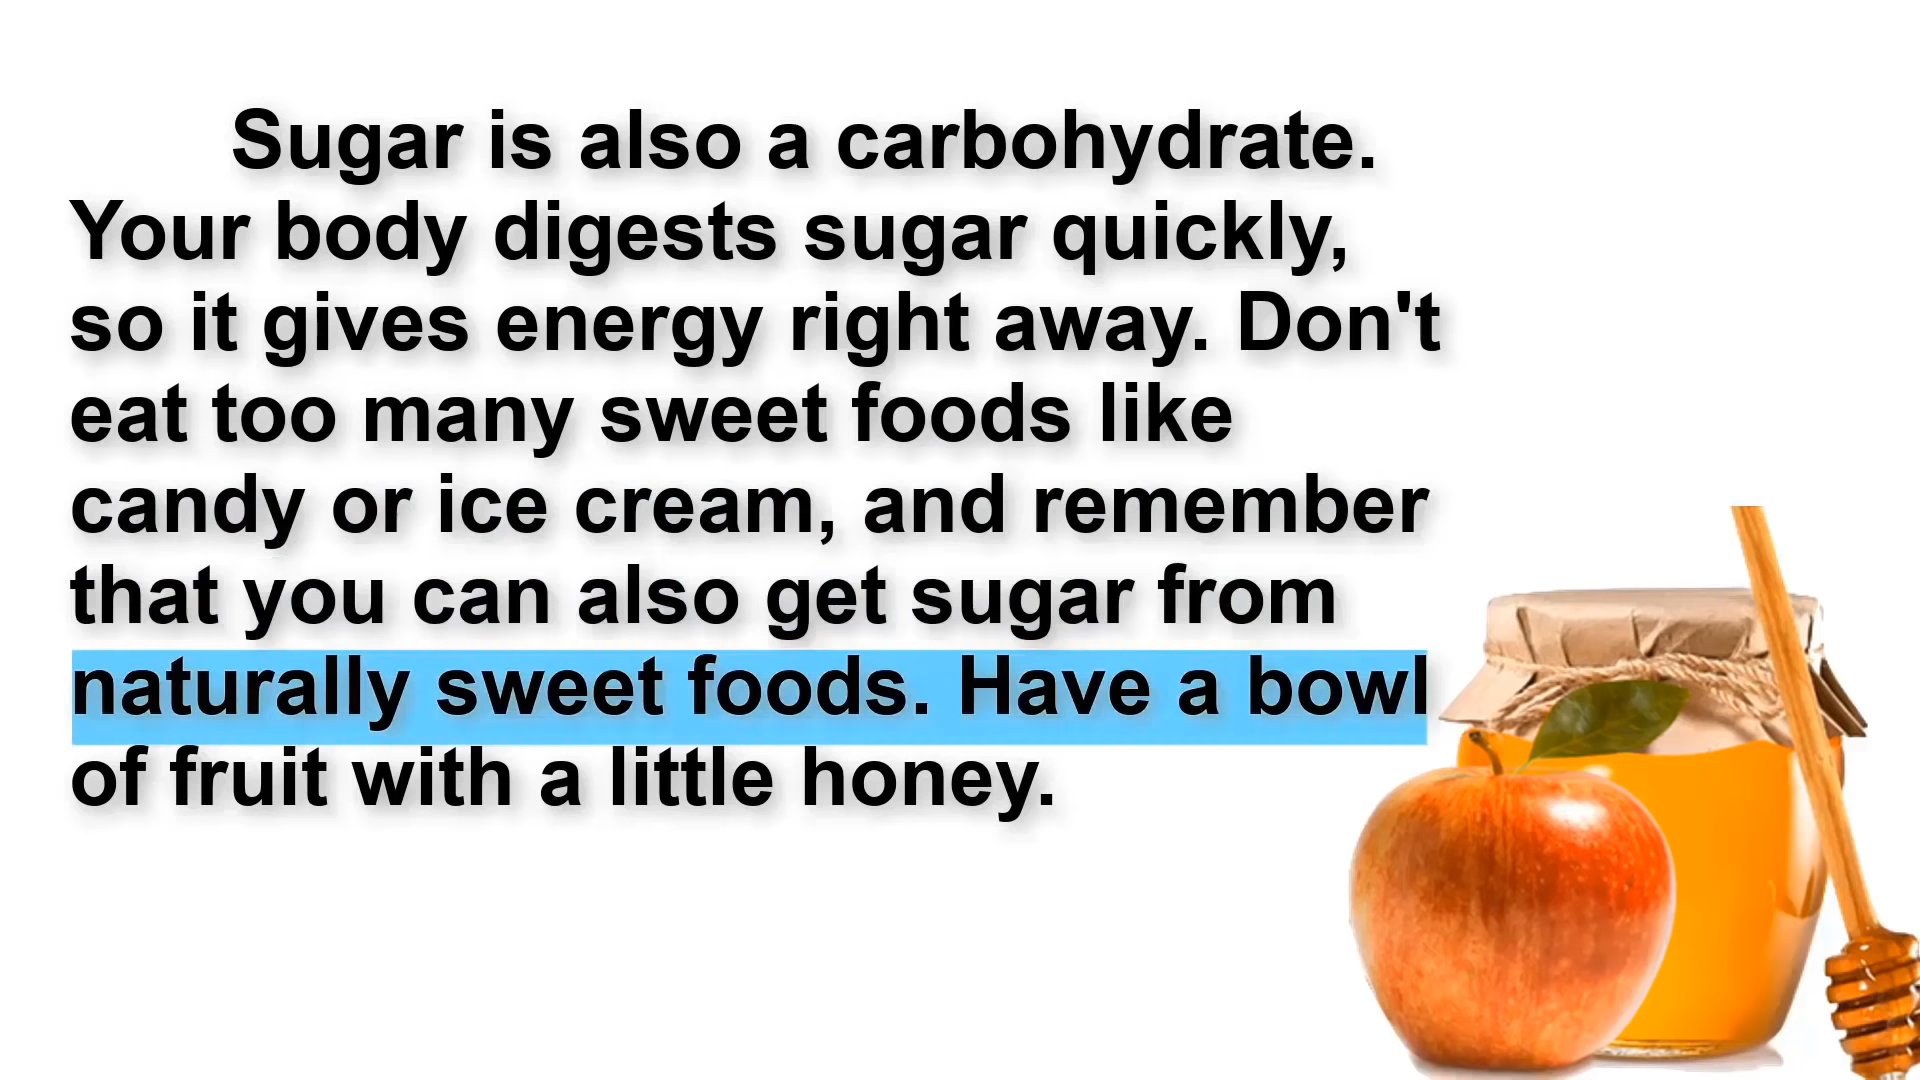 Sugar is also a carbohydrate.
Your body digests sugar quickly,
so it gives energy right away. Don't
eat too many sweet foods like
candy or ice cream, and remember
that you can also get sugar from
naturally sweet foods. Have a bowl
of fruit with a little honey.